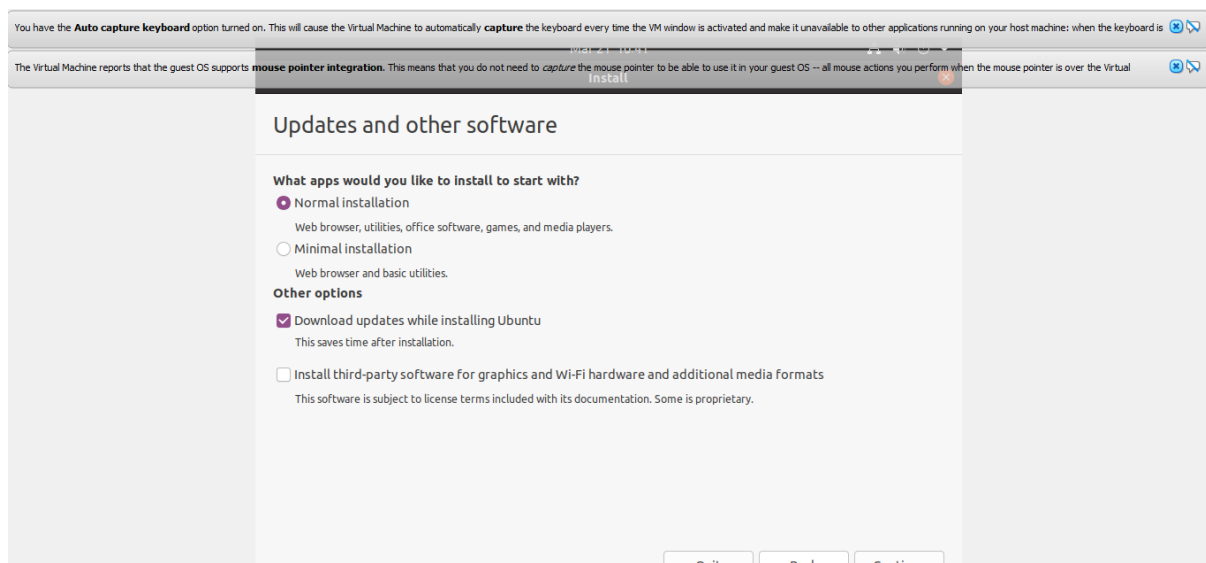 You have the Auto capture keyboard option turned on. This will cause the Virtual Machine to automatically capture the keyboard every time the VM window is activated and make it unavailable to other applications running on your host machine: when the keyboard is
Mar 21 10:41
The Virtual Machine reports that the guest OS supports mouse pointer integration. This means that you do not need to capture the mouse pointer to be able to use it in your guest OS -- all mouse actions you perform when the mouse pointer is over the Virtual
Install
Updates and other software
What apps would you like to install to start with?
Normal installation
Web browser, utilities, office software, games, and media players.
Minimal installation
Web browser and basic utilities.
Other options
Download updates while installing Ubuntu
This saves time after installation.
Install third-party software for graphics and Wi-Fi hardware and additional media formats
This software is subject to license terms included with its documentation. Some is proprietary.
Quit Back Continue